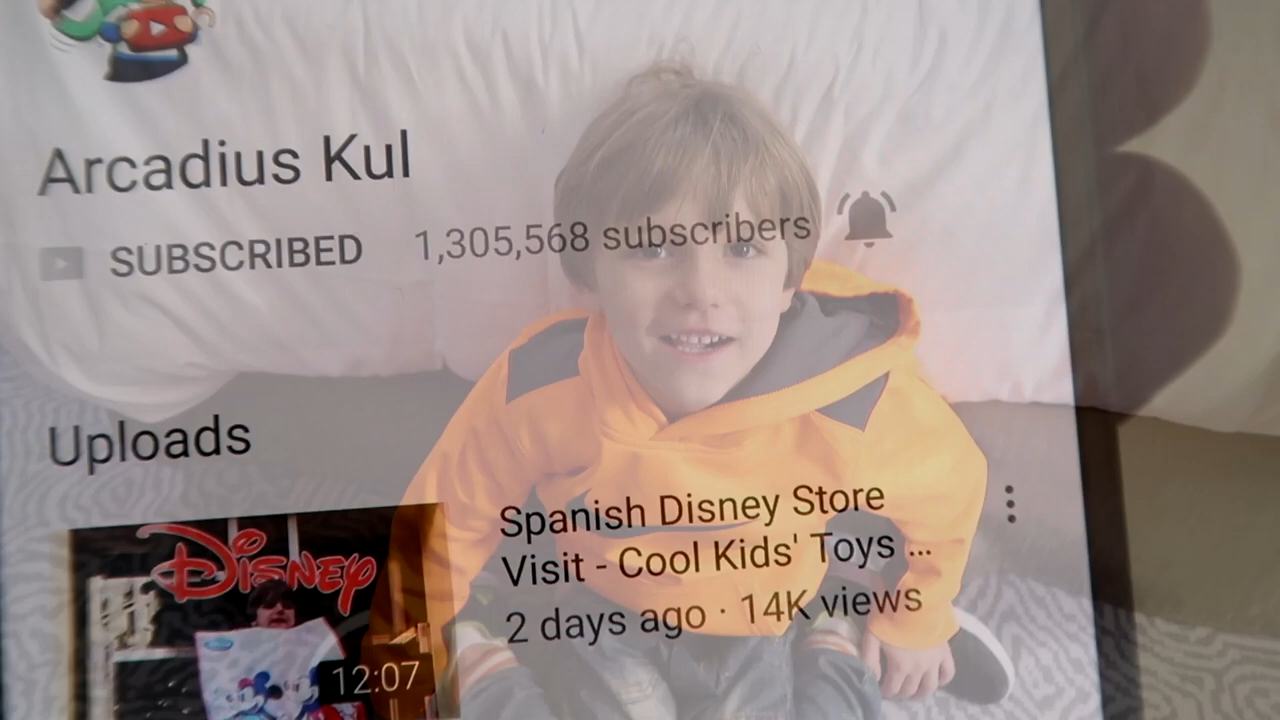 Arcadius Kul
SUBSCRIBED 1,305,568 subscribers
Uploads
DISNEY
Spanish Disney Store
Visit - Cool Kids' Toys ...
2 days ago · 14K views
12:07